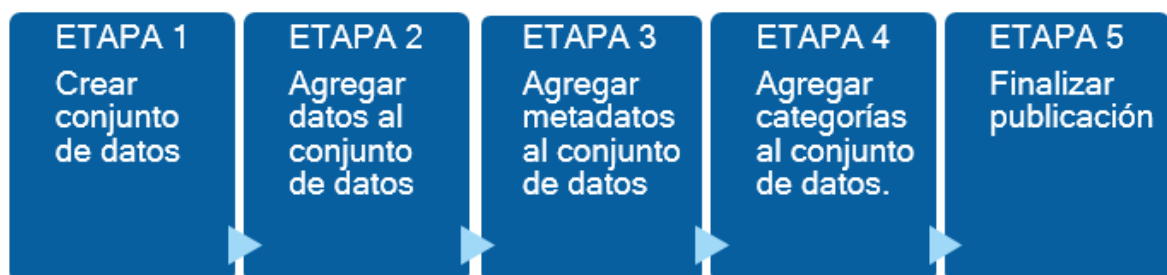 ETAPA 1
Crear
conjunto
de datos
ETAPA 2
Agregar
datos al
conjunto
de datos
ETAPA 3
Agregar
metadatos
al conjunto
de datos
ETAPA 4
Agregar
categorías
al conjunto
de datos.
ETAPA 5
Finalizar
publicación